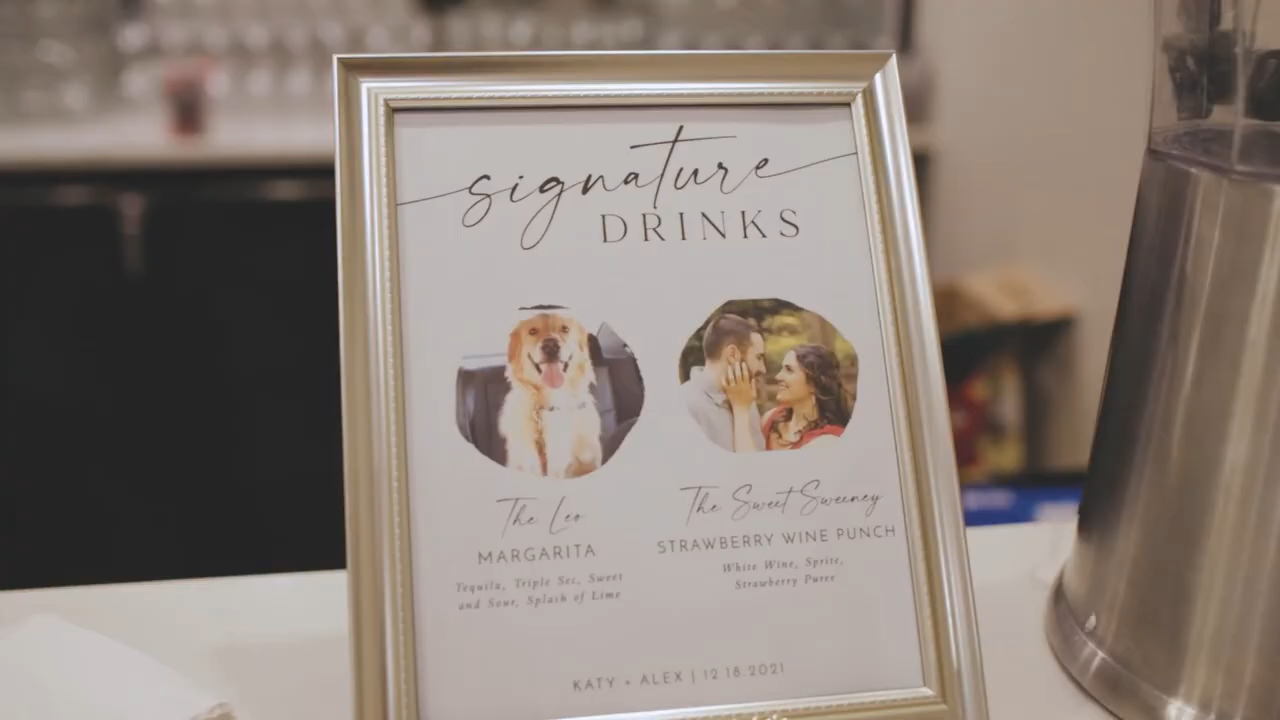 signature
DRINKS
The Leo
MARGARITA
Tequila, Triple Sec, Sweet
and Sour, Splash of Lime
The Sweet Sweeney
STRAWBERRY WINE PUNCH
White Wine, Sprite,
Strawberry Puree
KATY + ALEX | 12.18.2021